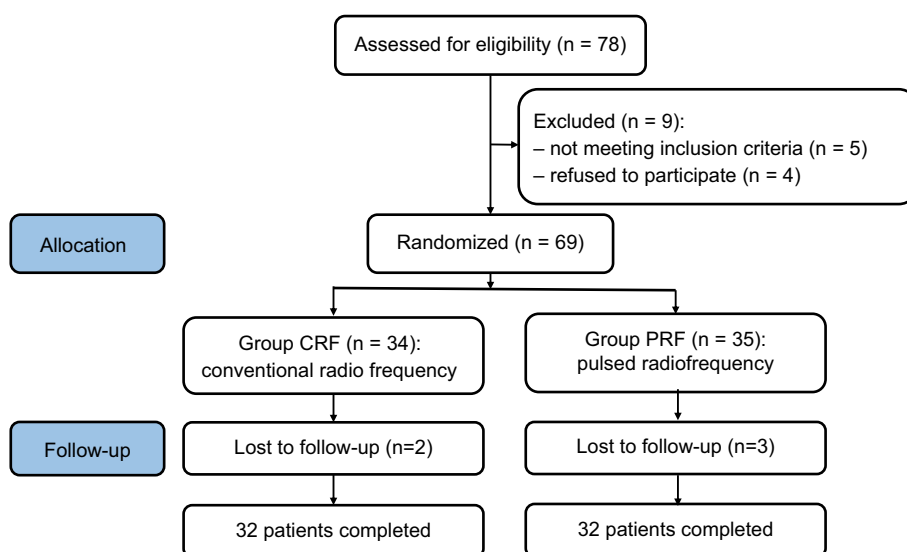 Assessed for eligibility (n = 78)
Excluded (n = 9):
– not meeting inclusion criteria (n = 5)
– refused to participate (n = 4)
Allocation
Randomized (n = 69)
Group CRF (n = 34):
conventional radio frequency
Group PRF (n = 35):
pulsed radiofrequency
Follow-up
Lost to follow-up (n=2)
Lost to follow-up (n=3)
32 patients completed
32 patients completed